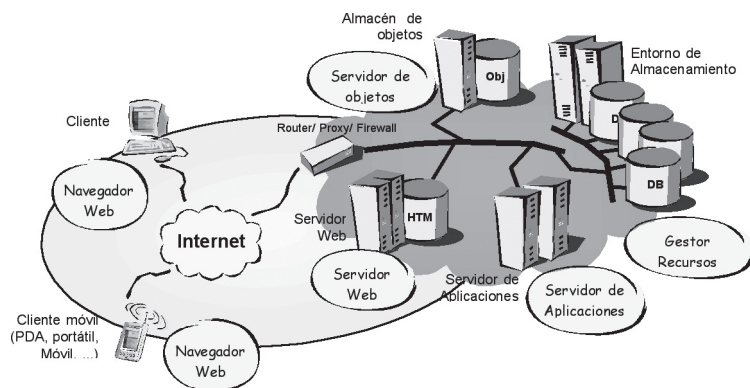 Almacén de
objetos
Obj
Entorno de
Almacenamiento
Servidor de
objetos
Cliente
Router/ Proxy/ Firewall
D
DB
Navegador
Web
Internet
Servidor
Web
HTM
Servidor
Web
Servidor de
Aplicaciones
Servidor de
Aplicaciones
Gestor
Recursos
Cliente móvil
(PDA, portátil,
Móvil, ...)
Navegador
Web